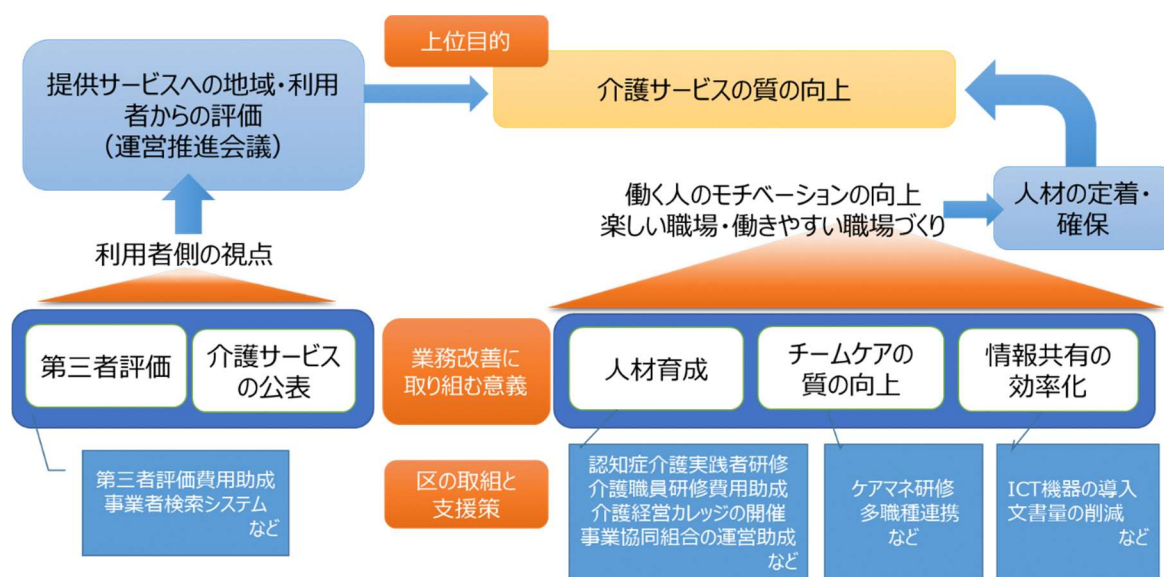 上位目的
提供サービスへの地域・利用
者からの評価
（運営推進会議）
介護サービスの質の向上
働く人のモチベーションの向上
楽しい職場・働きやすい職場づくり
人材の定着・
確保
利用者側の視点
第三者評価
介護サービス
の公表
業務改善に
取り組む意義
人材育成
チームケアの
質の向上
情報共有の
効率化
第三者評価費用助成
事業者検索システム
など
区の取組と
支援策
認知症介護実践者研修
介護職員研修費用助成
介護経営カレッジの開催
事業協同組合の運営助成
など
ケアマネ研修
多職種連携
など
ICT機器の導入
文書量の削減
など